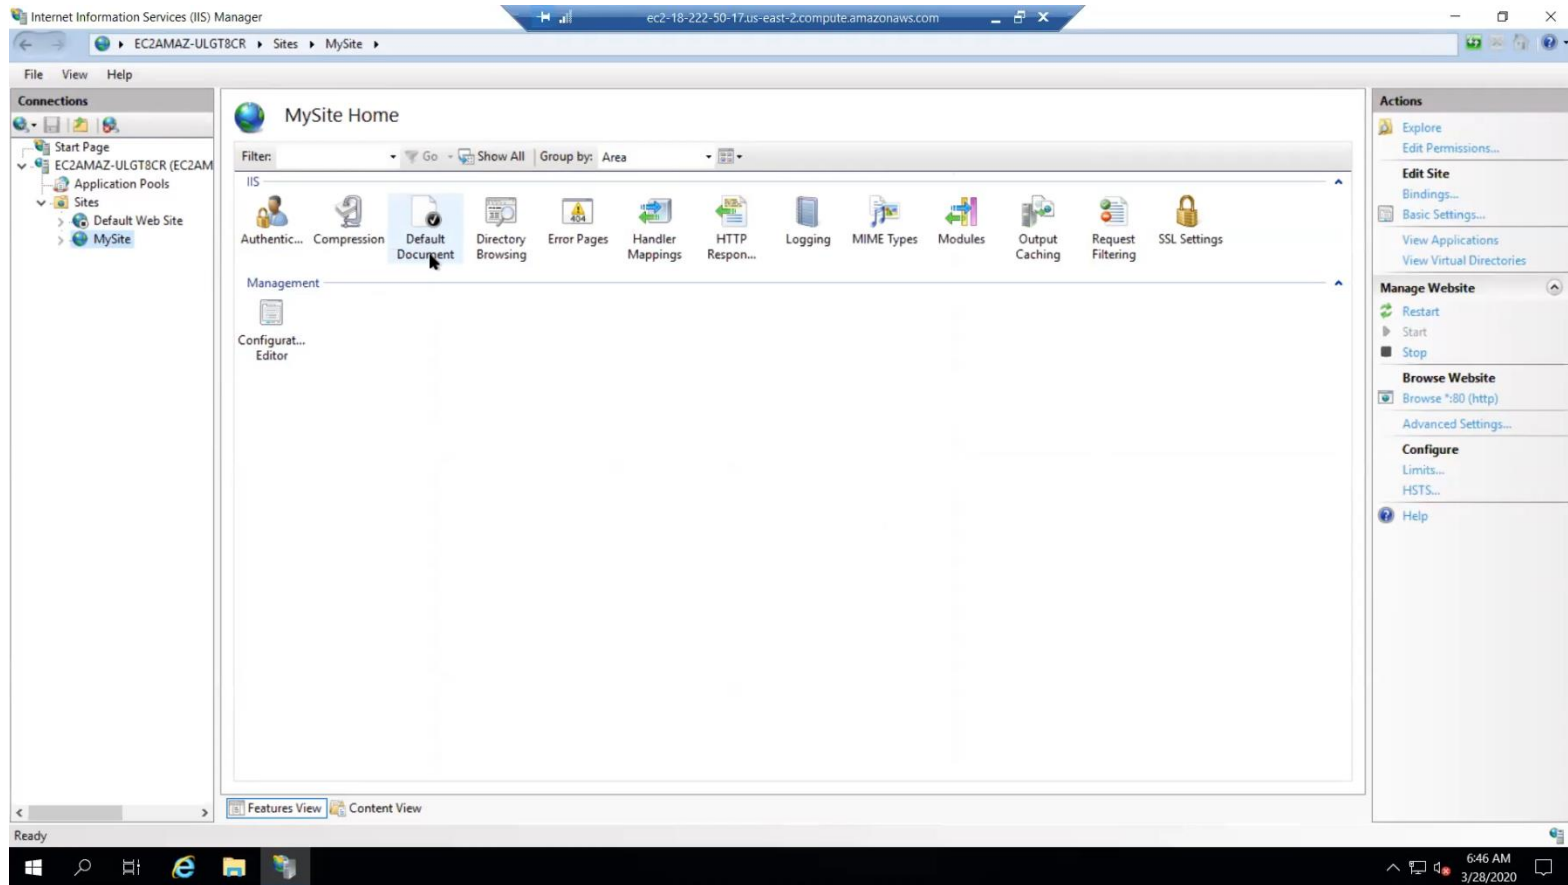 Internet Information Services (IIS) Manager
ec2-18-222-50-17.us-east-2.compute.amazonaws.com
EC2AMAZ-ULGT8CR
Sites
MySite
File View Help
Connections
Start Page
EC2AMAZ-ULGT8CR (EC2AM
Application Pools
Sites
Default Web Site
MySite
MySite Home
Filter:
Go
Show All
Group by: Area
IIS
Authentic...
Compression
Default
Document
Directory
Browsing
Error Pages
Handler
Mappings
HTTP
Respon...
Logging
MIME Types
Modules
Output
Caching
Request
Filtering
SSL Settings
404
Management
Configurat...
Editor
Features View
Content View
Actions
Explore
Edit Permissions...
Edit Site
Bindings...
Basic Settings...
View Applications
View Virtual Directories
Manage Website
Restart
Start
Stop
Browse Website
Browse *:80 (http)
Advanced Settings...
Configure
Limits...
HSTS...
Help
Ready
6:46 AM
3/28/2020